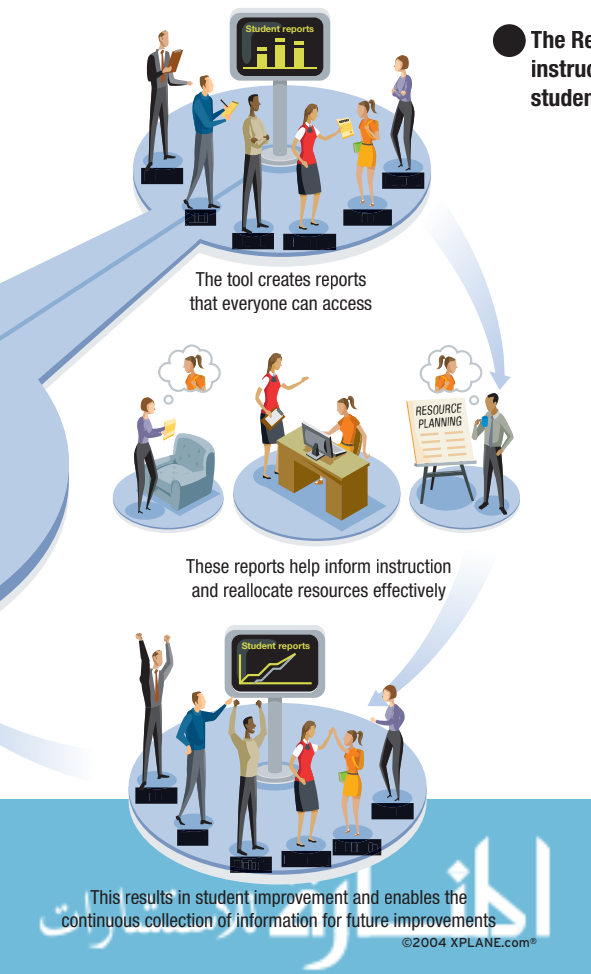 Student reports
The Re
instruc
studen
The tool creates reports
that everyone can access
RESOURCE
PLANNING
These reports help inform instruction
and reallocate resources effectively
Student reports
This results in student improvement and enables the
continuous collection of information for future improvements
©2004 XPLANE.com®